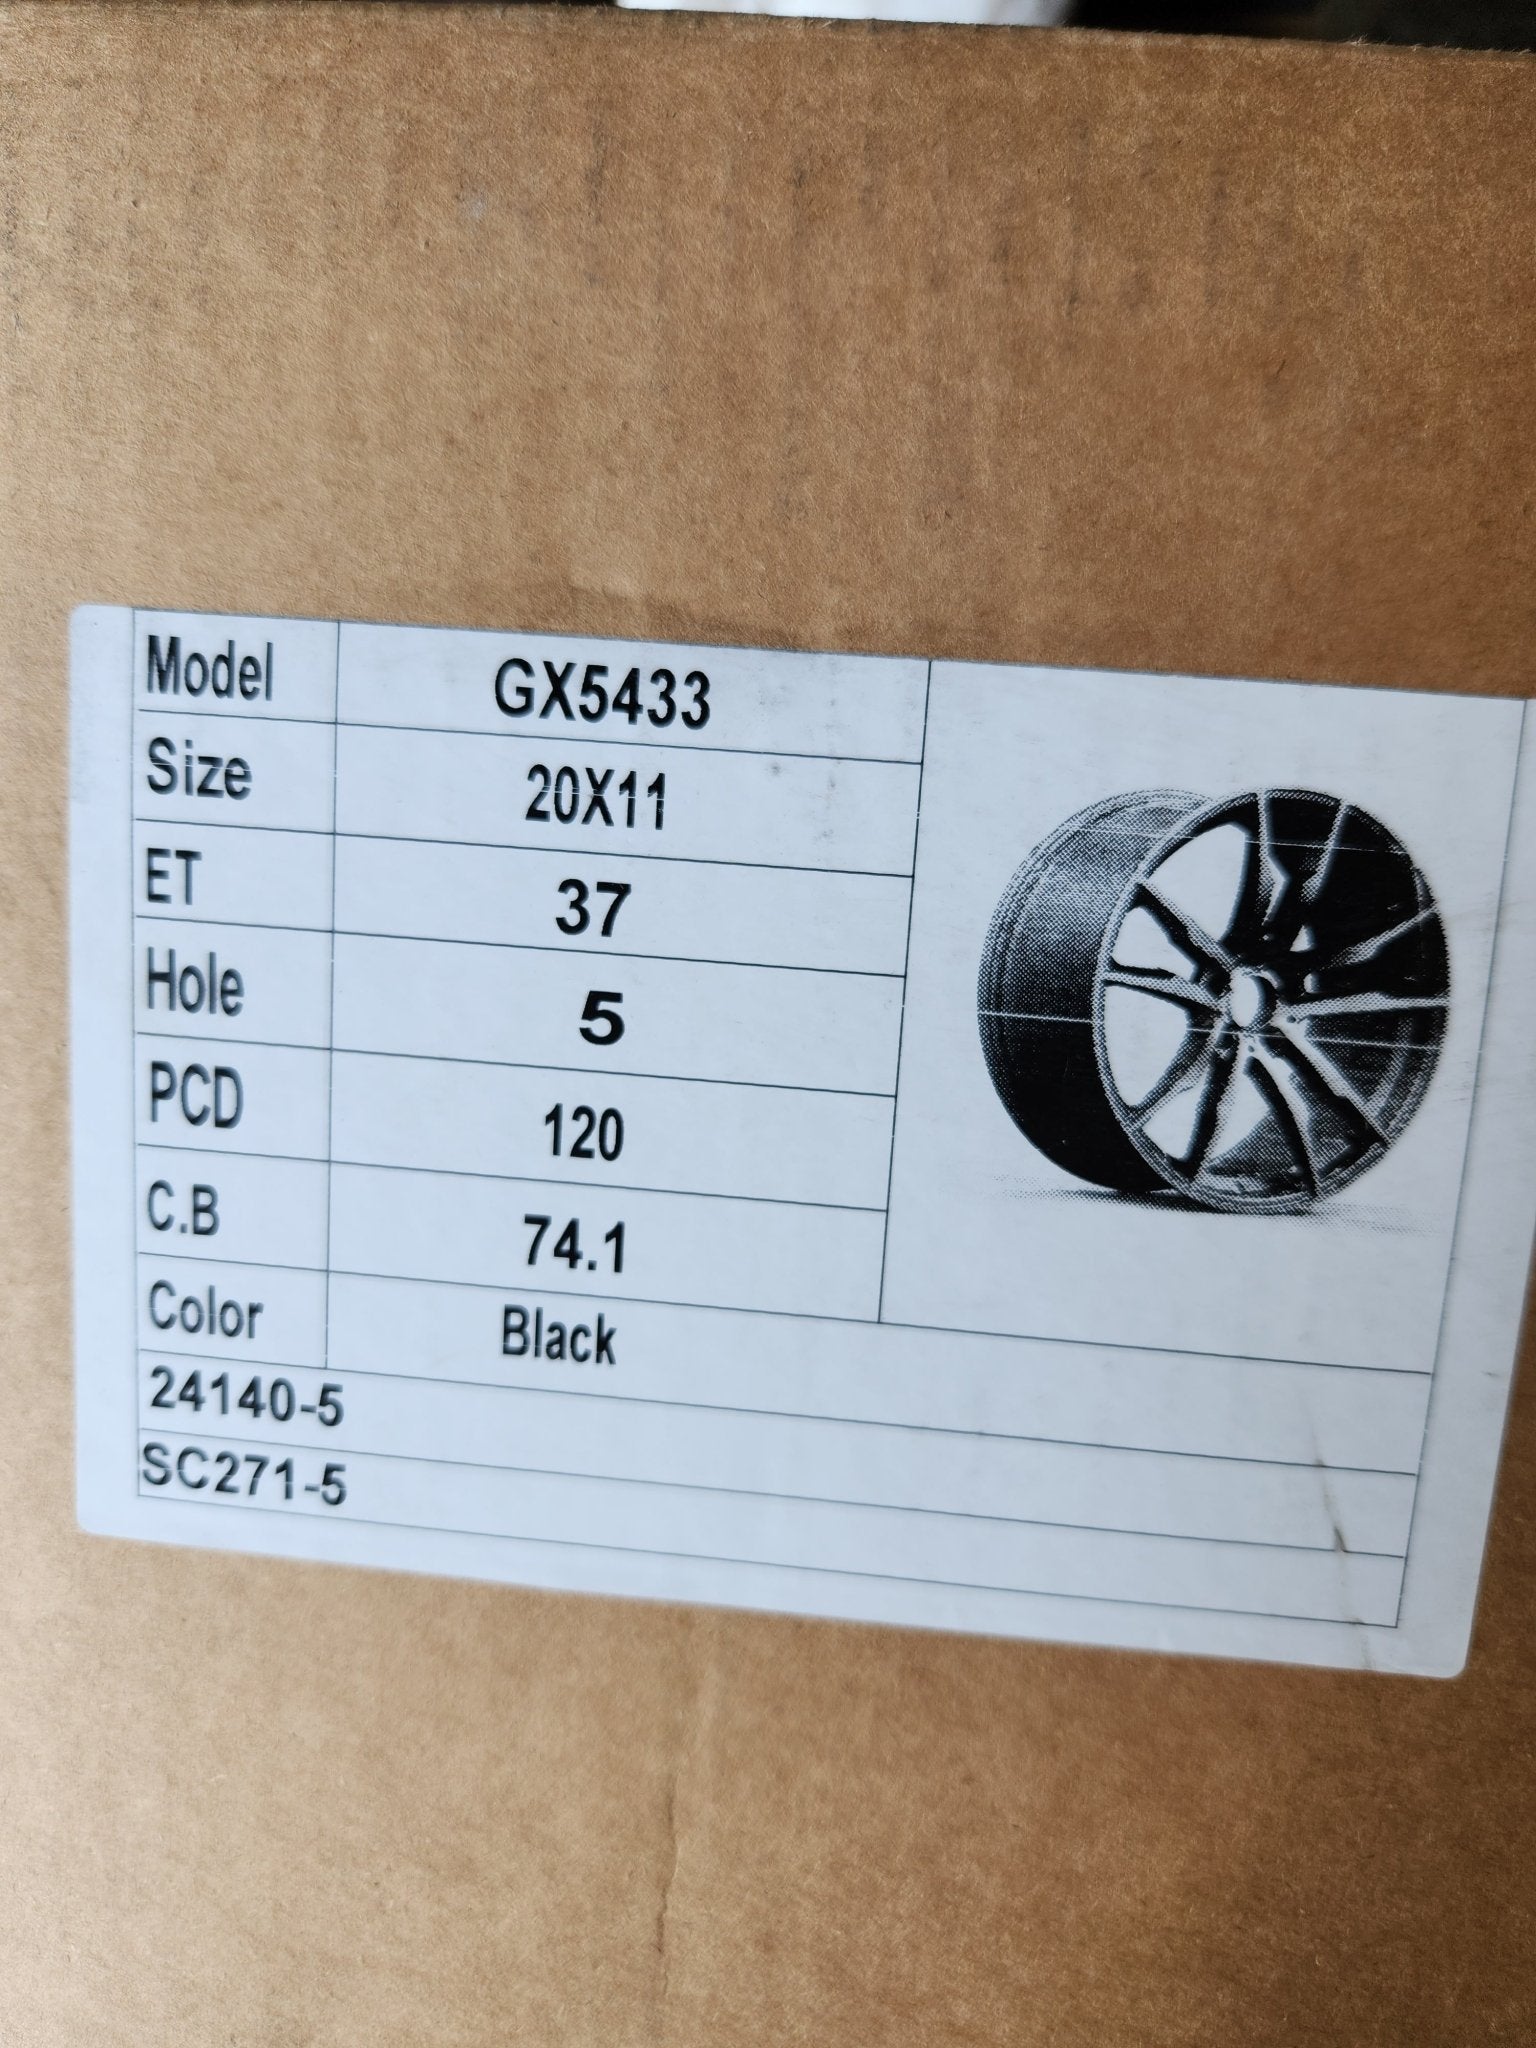 Model GX5433
Size 20X11
ET 37
Hole 5
PCD 120
C.B 74.1
Color Black
24140-5
SC271-5